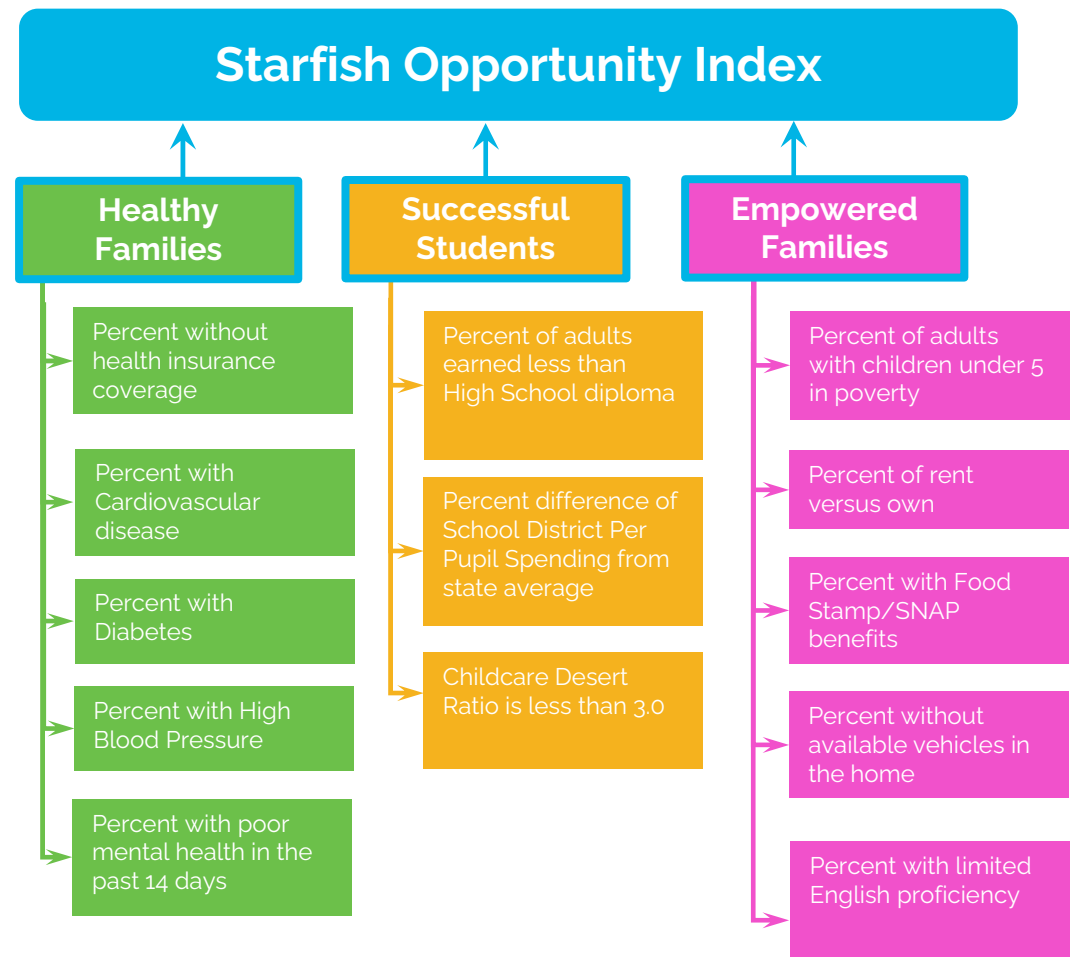 Starfish Opportunity Index
Healthy
Families
Percent without
health insurance
coverage
Percent with
Cardiovascular
disease
Percent with
Diabetes
Percent with High
Blood Pressure
Percent with poor
mental health in the
past 14 days
Successful
Students
Percent of adults
earned less than
High School diploma
Percent difference of
School District Per
Pupil Spending from
state average
Childcare Desert
Ratio is less than 3.0
Empowered
Families
Percent of adults
with children under 5
in poverty
Percent of rent
versus own
Percent with Food
Stamp/SNAP
benefits
Percent without
available vehicles in
the home
Percent with limited
English proficiency